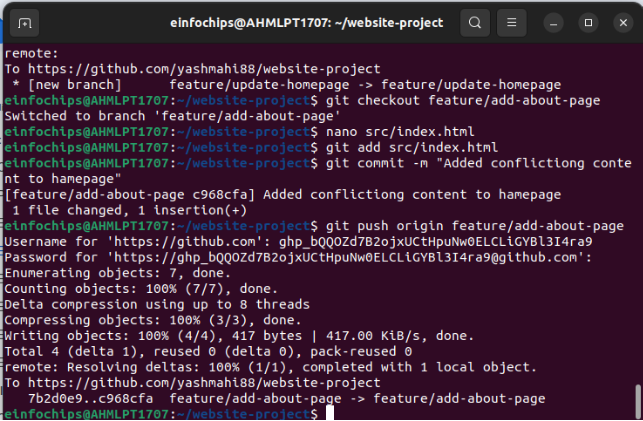 einfochips@AHMLPT1707: ~/website-project
remote:
To https://github.com/yashmahi88/website-project
 * [new branch]      feature/update-homepage -> feature/update-homepage
einfochips@AHMLPT1707:~/website-project$ git checkout feature/add-about-page
Switched to branch 'feature/add-about-page'
einfochips@AHMLPT1707:~/website-project$ nano src/index.html
einfochips@AHMLPT1707:~/website-project$ git add src/index.html
einfochips@AHMLPT1707:~/website-project$ git commit -m "Added conflictiong conte
nt to hamepage"
[feature/add-about-page c968cfa] Added conflictiong content to hamepage
 1 file changed, 1 insertion(+)
einfochips@AHMLPT1707:~/website-project$ git push origin feature/add-about-page
Username for 'https://github.com': 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
Password for 'https://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@github.com':
Enumerating objects: 7, done.
Counting objects: 100% (7/7), done.
Delta compression using up to 8 threads
Compressing objects: 100% (3/3), done.
Writing objects: 100% (4/4), 417 bytes | 417.00 KiB/s, done.
Total 4 (delta 1), reused 0 (delta 0), pack-reused 0
remote: Resolving deltas: 100% (1/1), completed with 1 local object.
To https://github.com/yashmahi88/website-project
   7b2d0e9..c968cfa  feature/add-about-page -> feature/add-about-page
einfochips@AHMLPT1707:~/website-project$